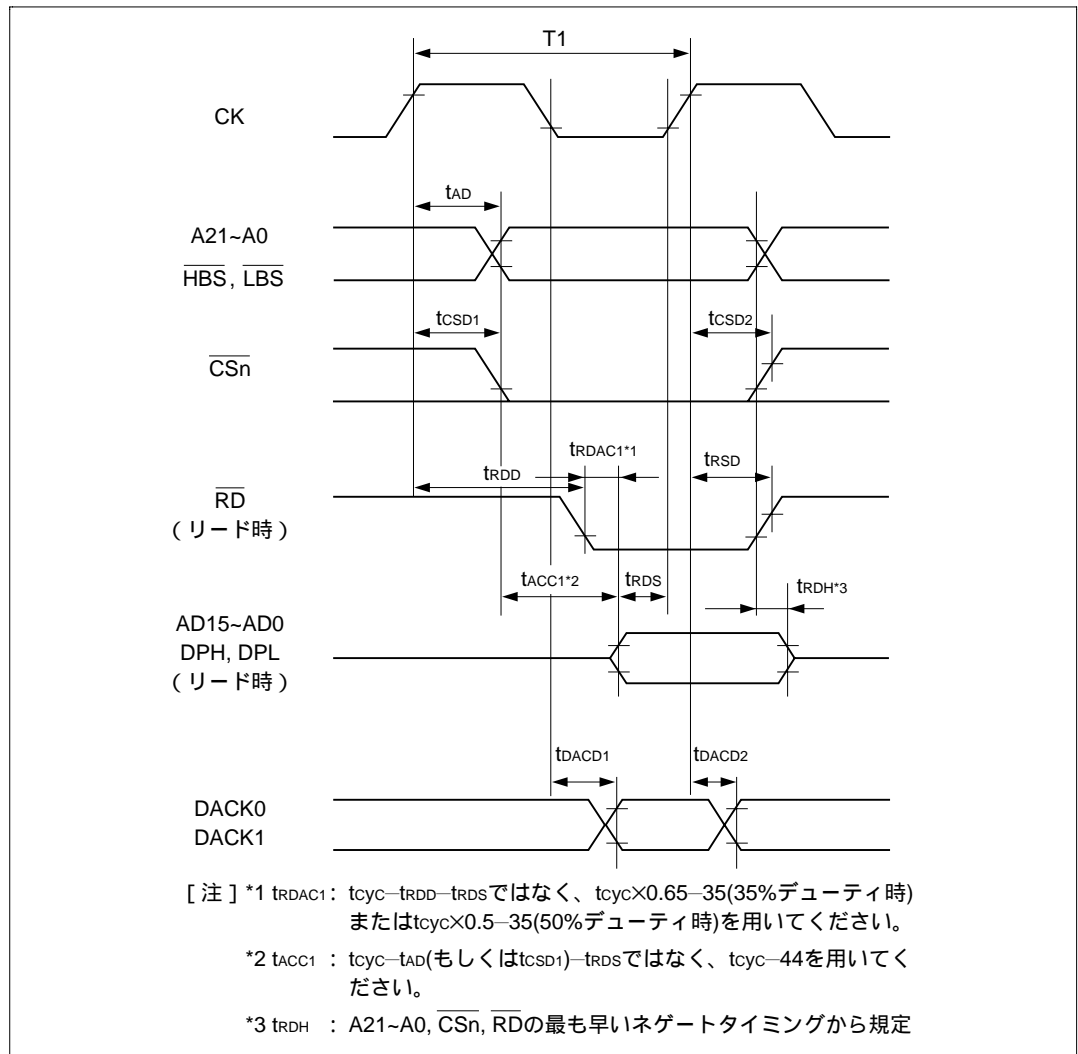 T1
CK
tAD
A21~A0
HBS, LBS
tCSD1
tCSD2
CSn
tRDAC1*1
tRDD
tRSD
RD
(リード時)
tACC1*2
tRDS
tRDH*3
AD15~AD0
DPH, DPL
(リード時)
tDACD1
tDACD2
DACK0
DACK1
[注] *1 tRDAC1: tcyc−tRDD−tRDSではなく、tcyc×0.65−35(35%デューティ時)
またはtcyc×0.5−35(50%デューティ時)を用いてください。
*2 tACC1 : tcyc−tAD(もしくはtCSD1)−tRDSではなく、tcyc−44を用いてく
ださい。
*3 tRDH : A21~A0, CSn, RDの最も早いネゲートタイミングから規定